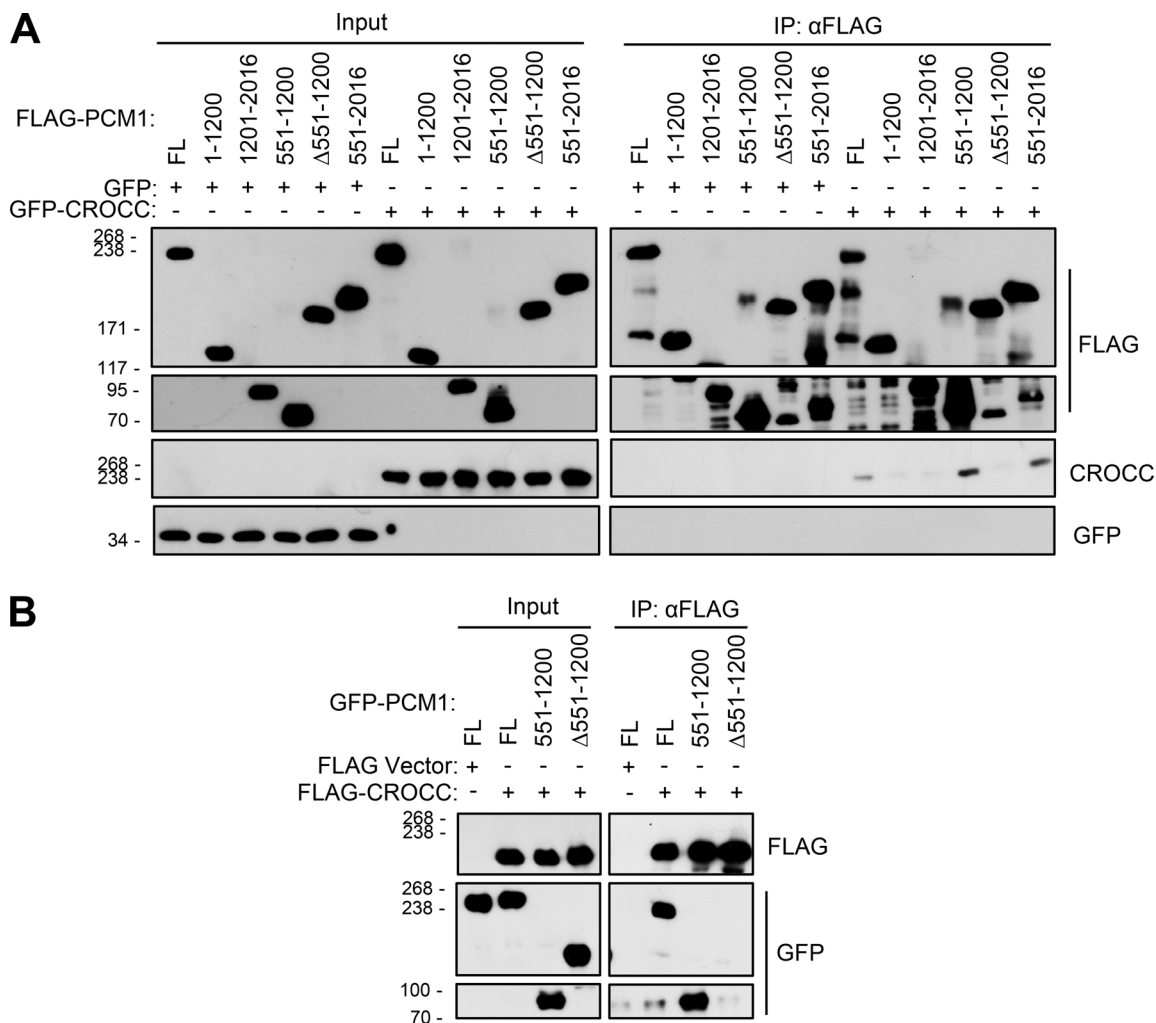 A
Input
IP: αFLAG
FLAG-PCM1: FL 1-1200 1201-2016 551-1200 Δ551-1200 551-2016 FL 1-1200 1201-2016 551-1200 Δ551-1200 551-2016 FL 1-1200 1201-2016 551-1200 Δ551-1200 551-2016 FL 1-1200 1201-2016 551-1200 Δ551-1200 551-2016
GFP: + + + + + + - - - - - - + + + + + + - - - - - -
GFP-CROCC: - - - - - - + + + + + + - - - - - - + + + + + +
268 -
238 -
171 -
117 -
FLAG
95 -
70 -
268 -
238 -
CROCC
34 -
GFP
B
Input
IP: αFLAG
GFP-PCM1: FL FL 551-1200 Δ551-1200 FL FL 551-1200 Δ551-1200
FLAG Vector: + - - - + - - -
FLAG-CROCC: - + + + - + + +
268 -
238 -
FLAG
268 -
238 -
GFP
100 -
70 -